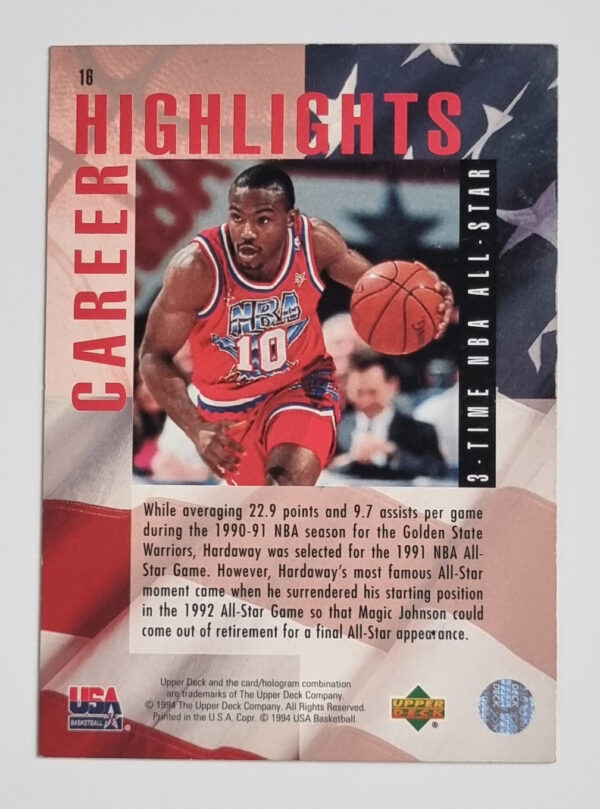 16
HIGHLIGHTS
CAREER
NBA
10
3-TIME NBA ALL-STAR
While averaging 22.9 points and 9.7 assists per game
during the 1990-91 NBA season for the Golden State
Warriors, Hardaway was selected for the 1991 NBA All-
Star Game. However, Hardaway's most famous All-Star
moment came when he surrendered his starting position
in the 1992 All-Star Game so that Magic Johnson could
come out of retirement for a final All-Star appearance.
Upper Deck and the card/hologram combination
are trademarks of The Upper Deck Company.
© 1994 The Upper Deck Company. All Rights Reserved.
Printed in the U.S.A. Copr. © 1994 USA Basketball.
USA
BASKETBALL
®
UPPER
DECK
®